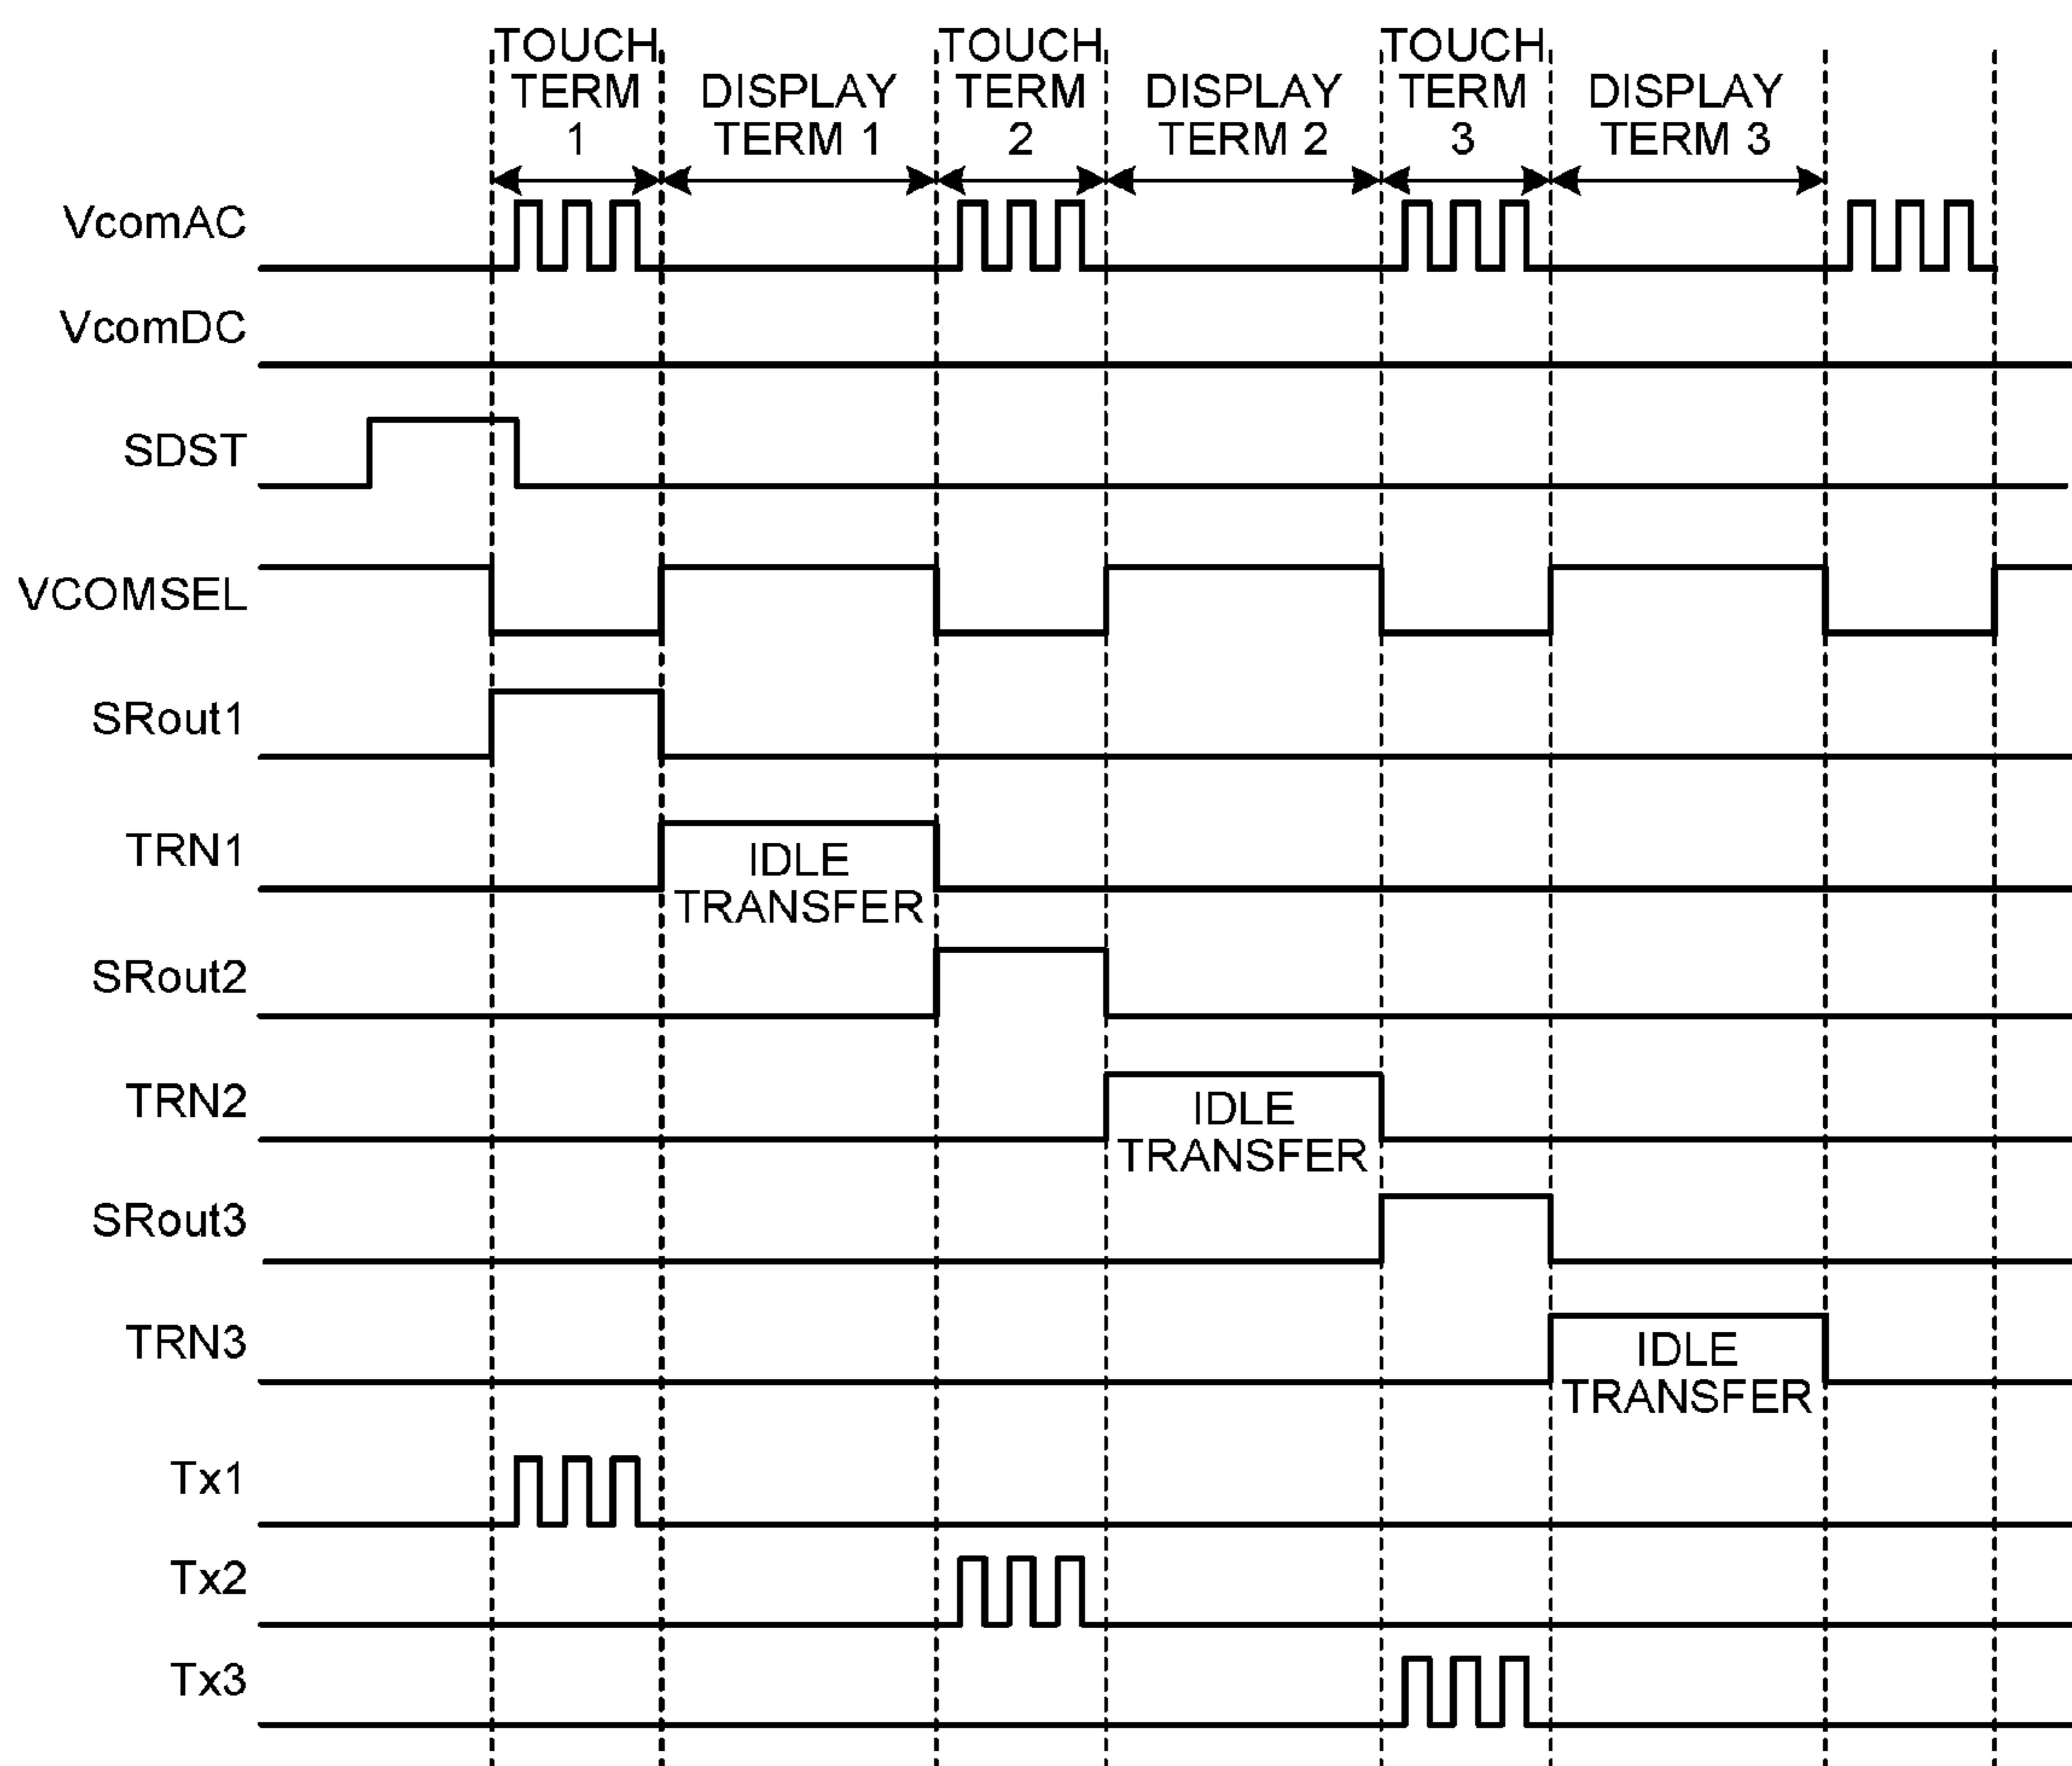 TOUCH TERM 1
DISPLAY TERM 1
TOUCH TERM 2
DISPLAY TERM 2
TOUCH TERM 3
DISPLAY TERM 3
VcomAC
VcomDC
SDST
VCOMSEL
SRout1
TRN1
IDLE
TRANSFER
SRout2
TRN2
IDLE
TRANSFER
SRout3
TRN3
IDLE
TRANSFER
Tx1
Tx2
Tx3